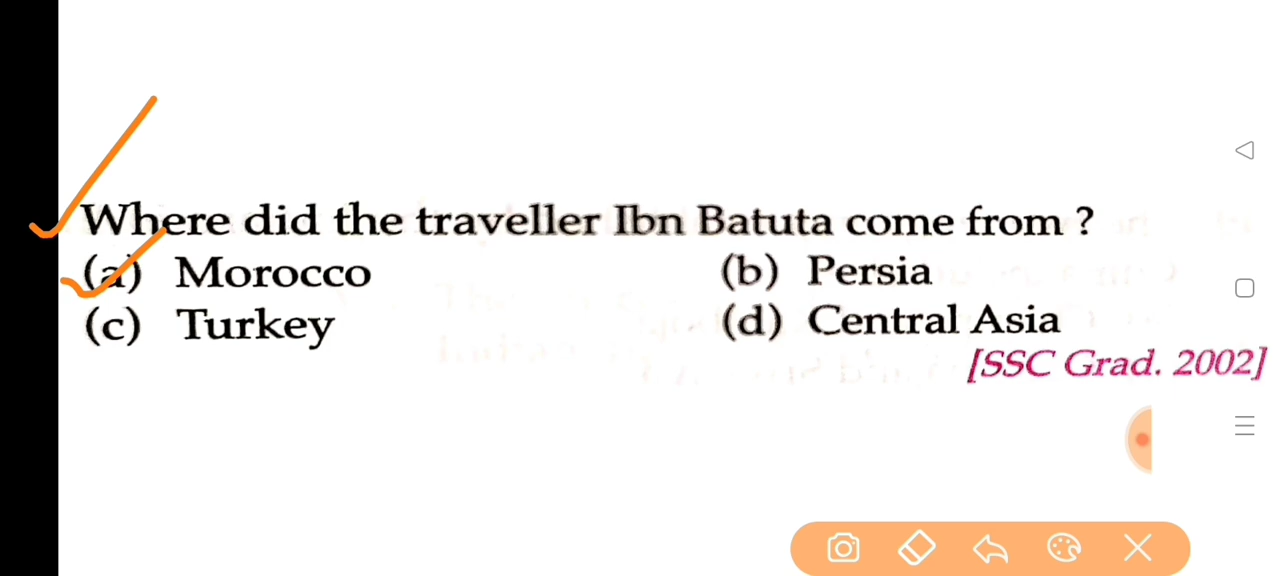 Where did the traveller Ibn Batuta come from ?
(a) Morocco (b) Persia
(c) Turkey (d) Central Asia
[SSC Grad. 2002]